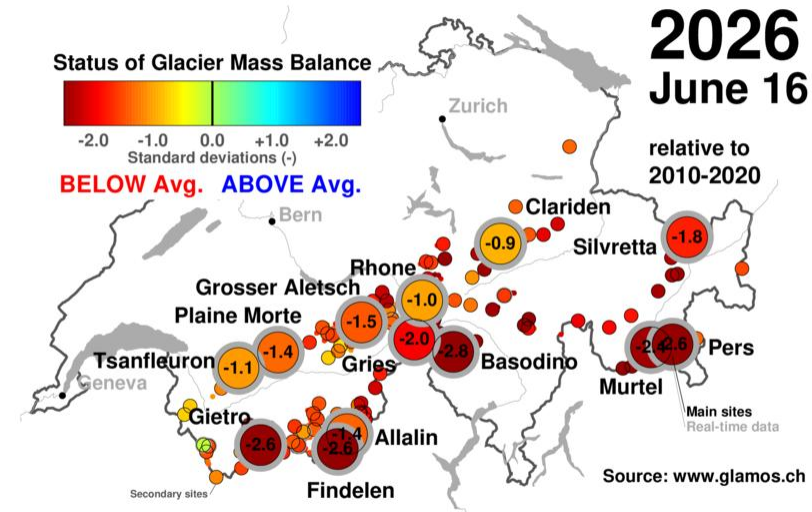 2026
June 16
relative to
2010-2020
Status of Glacier Mass Balance
-2.0 -1.0 0.0 +1.0 +2.0
Standard deviations (-)
BELOW Avg. ABOVE Avg.
Zurich
Bern
Clariden
-0.9
Silvretta
-1.8
Rhone
-1.0
Grosser Aletsch
-1.5
Plaine Morte
-1.4
Tsanfleuron
-1.1
Gries
-2.0
-2.8
Basodino
-2.6
Pers
Murtel
Geneva
Gietro
-2.6
-1.4
Allalin
-2.6
Findelen
Main sites
Real-time data
Secondary sites
Source: www.glamos.ch